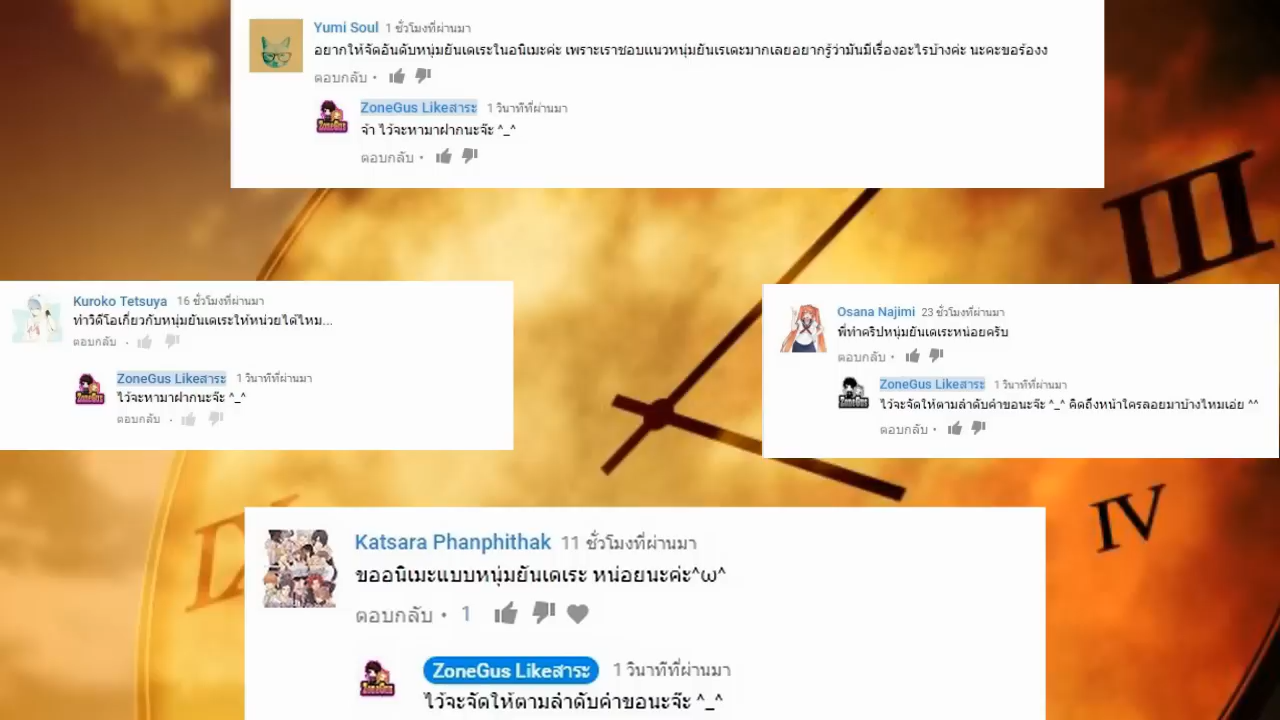 Yumi Soul 1 ชั่วโมงที่ผ่านมา
อยากให้จัดอันดับหนุ่มยันเดเระในอนิเมะค่ะ เพราะเราชอบแนวหนุ่มยันเรเดะมากเลยอยากรู้ว่ามันมีเรื่องอะไรบ้างค่ะ นะคะขอร้องง
ตอบกลับ •
ZoneGus Likeสาระ 1 วินาทีที่ผ่านมา
จ้า ไว้จะหามาฝากนะจ๊ะ ^_^
ตอบกลับ •
III
Kuroko Tetsuya 16 ชั่วโมงที่ผ่านมา
ทำวิดีโอเกี่ยวกับหนุ่มยันเดเระให้หน่วยได้ไหม...
ตอบกลับ •
ZoneGus Likeสาระ 1 วินาทีที่ผ่านมา
ไว้จะหามาฝากนะจ๊ะ ^_^
ตอบกลับ •
Osana Najimi 23 ชั่วโมงที่ผ่านมา
พี่ทำคริปหนุ่มยันเดเระหน่อยครับ
ตอบกลับ •
ZoneGus Likeสาระ 1 วินาทีที่ผ่านมา
ไว้จะจัดให้ตามลำดับคำขอนะจ๊ะ ^_^ คิดถึงหน้าใครลอยมาบ้างไหมเอ่ย ^^
ตอบกลับ •
IV
IX
Katsara Phanphithak 11 ชั่วโมงที่ผ่านมา
ขออนิเมะแบบหนุ่มยันเดเระ หน่อยนะค่ะ^ω^
ตอบกลับ • 1
ZoneGus Likeสาระ 1 วินาทีที่ผ่านมา
ไว้จะจัดให้ตามลำดับคำขอนะจ๊ะ ^_^